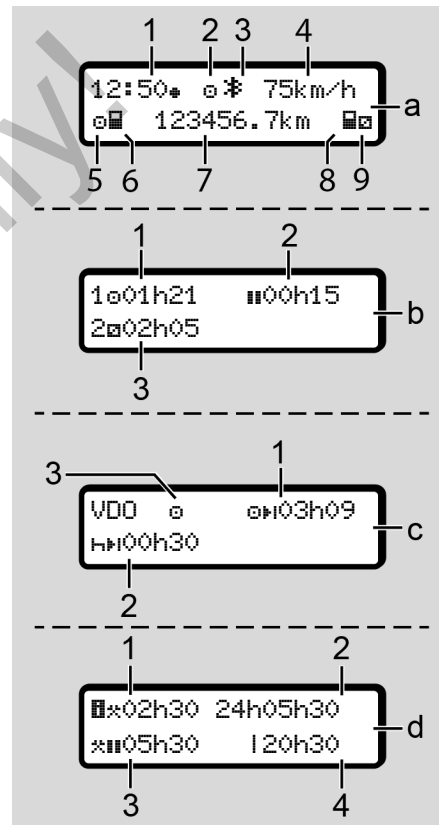 1 2 3 4
12:50● ⊙ 75km/h
a
⊙ 123456.7km
5 6 7 8 9
1 2
1⊙01h21 00h15
b
2⊘02h05
3
3 1
VDO ⊙ ⊙03h09
c
00h30
2
1 2
02h30 24h05h30
d
05h30 |20h30
3 4